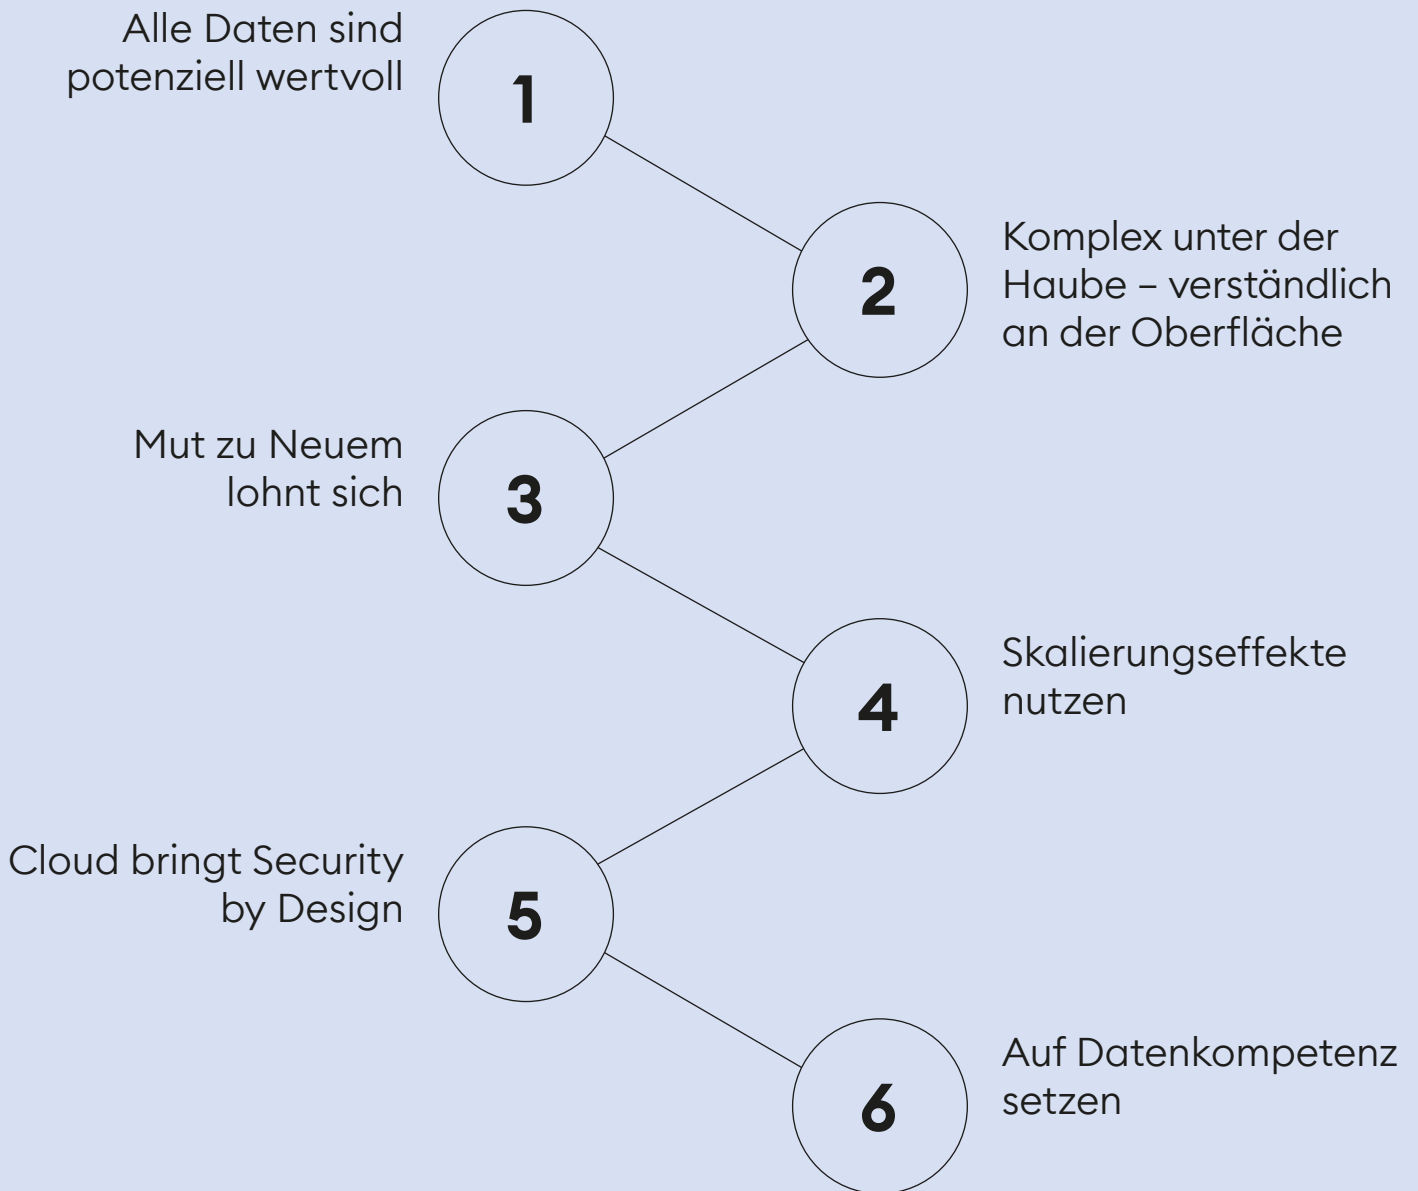 Alle Daten sind
potenziell wertvoll
1
2
Komplex unter der
Haube – verständlich
an der Oberfläche
Mut zu Neuem
lohnt sich
3
4
Skalierungseffekte
nutzen
Cloud bringt Security
by Design
5
6
Auf Datenkompetenz
setzen